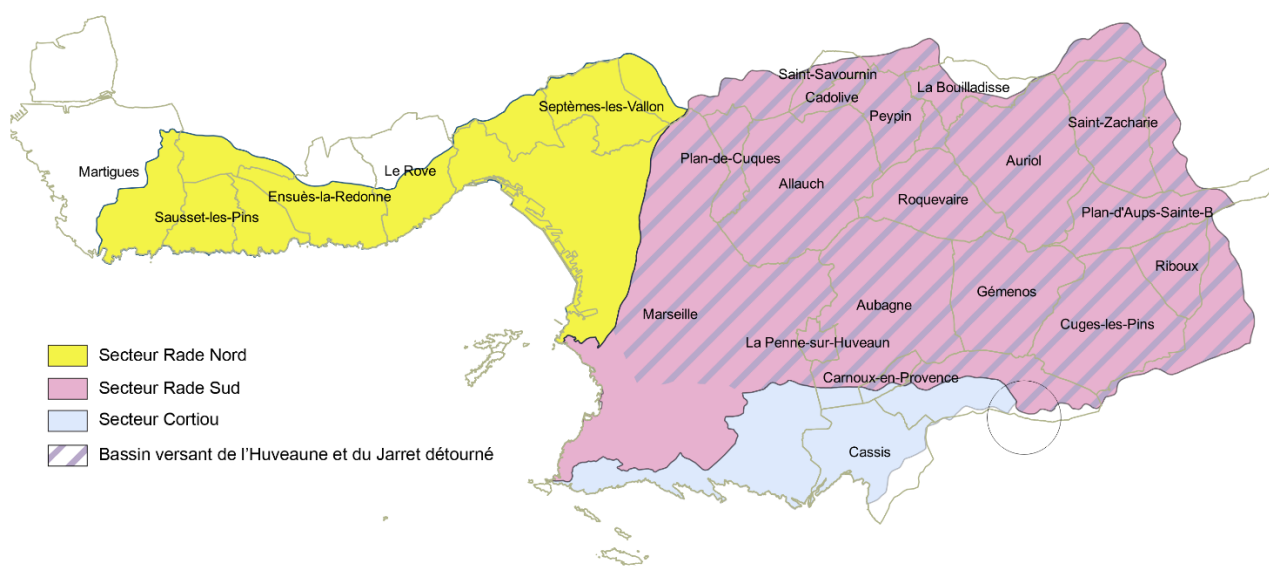 Saint-Savournin
Cadolive
La Bouilladisse
Septèmes-les-Vallon
Peypin
Saint-Zacharie
Plan-de-Cuques
Auriol
Martigues
Le Rove
Allauch
Ensuès-la-Redonne
Roquevaire
Sausset-les-Pins
Plan-d'Aups-Sainte-B
Riboux
Gémenos
Aubagne
Marseille
Cuges-les-Pins
La Penne-sur-Huveaun
Secteur Rade Nord
Carnoux-en-Provence
Secteur Rade Sud
Secteur Cortiou
Cassis
Bassin versant de l'Huveaune et du Jarret détourné